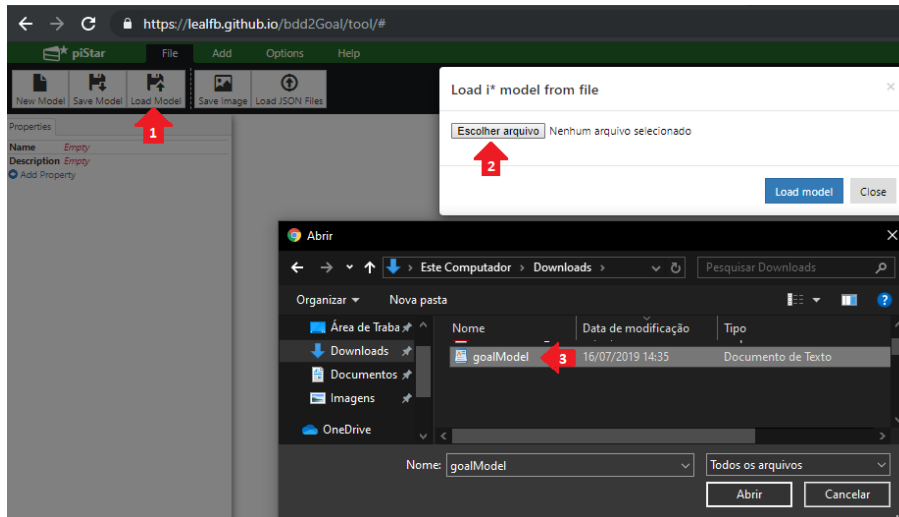 https://lealfb.github.io/bdd2Goal/tool/#
piStar File Add Options Help
New Model Save Model Load Model Save Image Load JSON Files
1
Properties
Name Empty
Description Empty
Add Property
Load i* model from file ×
Escolher arquivo Nenhum arquivo selecionado
2
Load model Close
Abrir
Este Computador > Downloads > Pesquisar Downloads
Organizar Nova pasta
Área de Traba Nome Data de modificação Tipo
Downloads goalModel 3 16/07/2019 14:35 Documento de Texto
Documentos
Imagens
OneDrive
Nome: goalModel Todos os arquivos
Abrir Cancelar